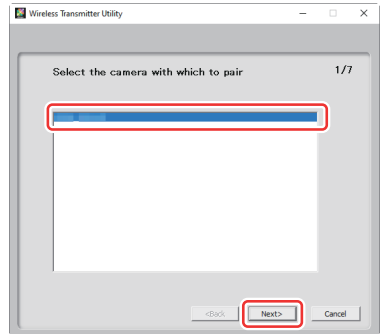 Wireless Transmitter Utility
Select the camera with which to pair
1/7
<Back
Next>
Cancel